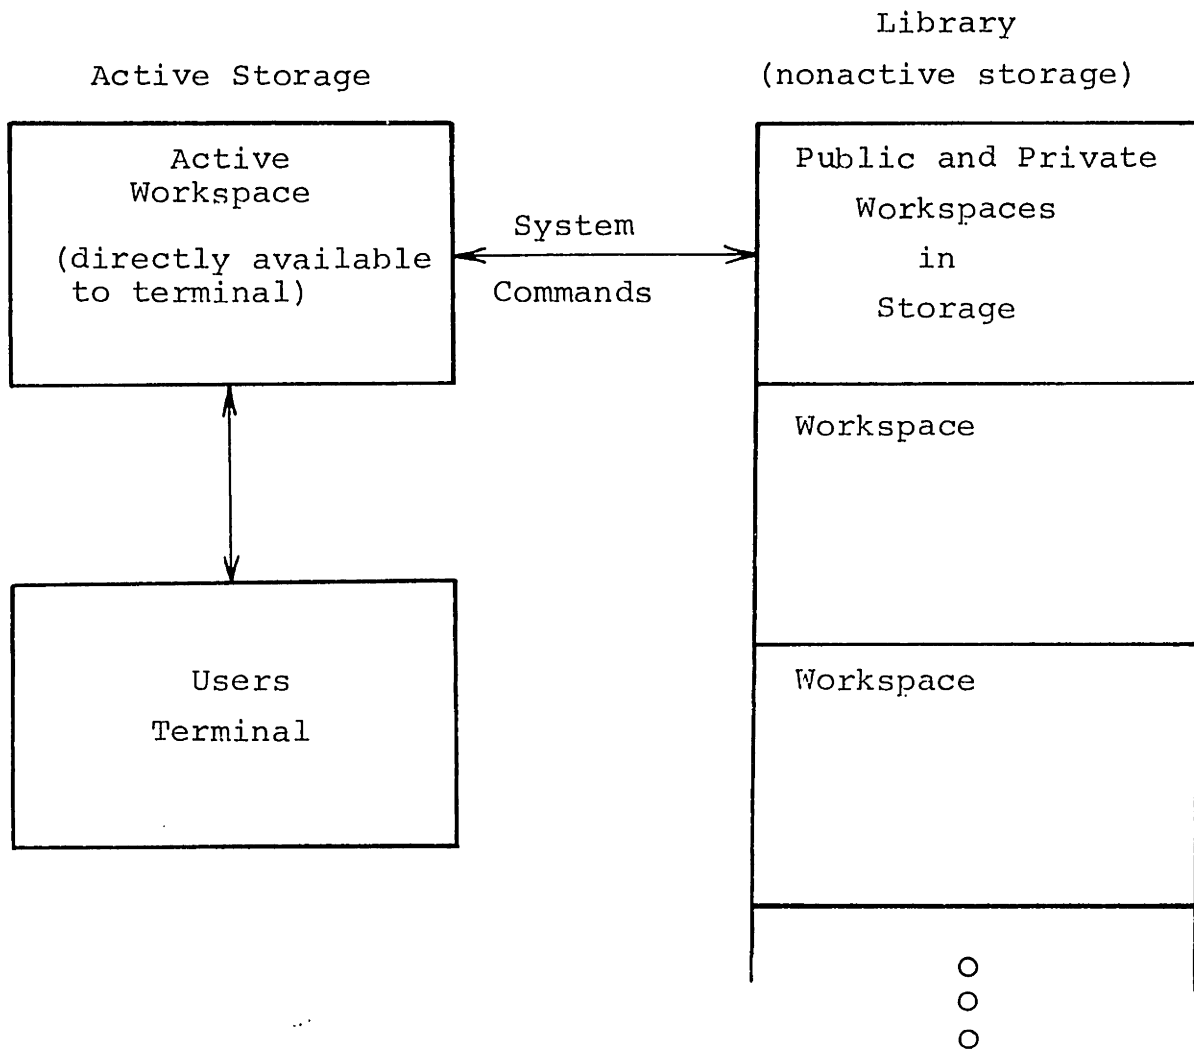 Active Storage
Active
Workspace
(directly available
to terminal)
System
Commands
Users
Terminal
Library
(nonactive storage)
Public and Private
Workspaces
in
Storage
Workspace
Workspace